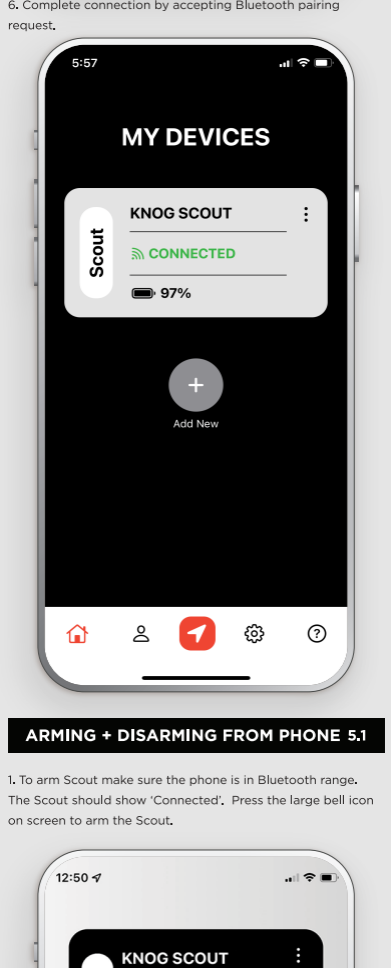 6. Complete connection by accepting Bluetooth pairing
request.
5:57
MY DEVICES
KNOG SCOUT
Scout
CONNECTED
97%
+
Add New
?
ARMING + DISARMING FROM PHONE 5.1
1. To arm Scout make sure the phone is in Bluetooth range.
The Scout should show ‘Connected’. Press the large bell icon
on screen to arm the Scout.
12:50
KNOG SCOUT